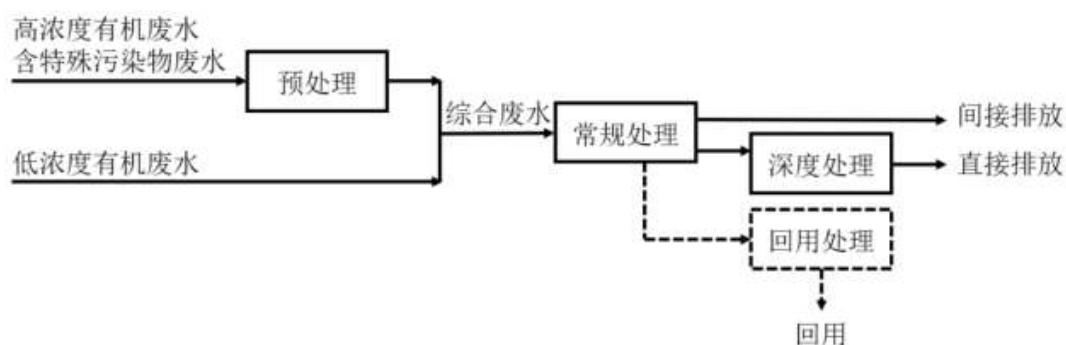 高浓度有机废水
含特殊污染物废水
预处理
综合废水
常规处理
间接排放
低浓度有机废水
深度处理
直接排放
回用处理
回用